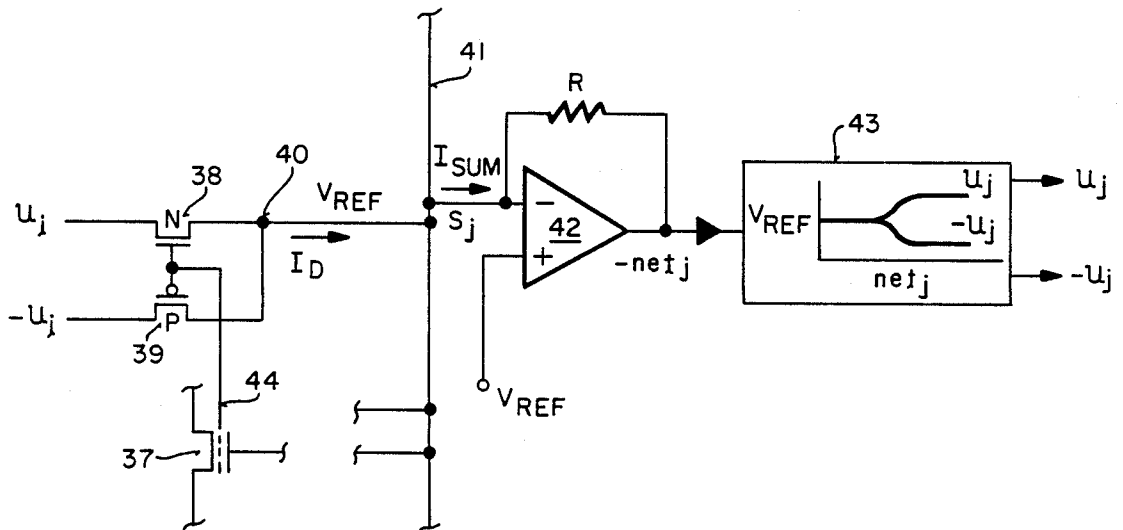 41
43
R
I_SUM
40
38
N
V_REF
u_j
I_D
S_j
−
42
+
-net_j
V_REF
u_j
-u_j
net_j
u_j
-u_j
-u_j
P
39
44
V_REF
37